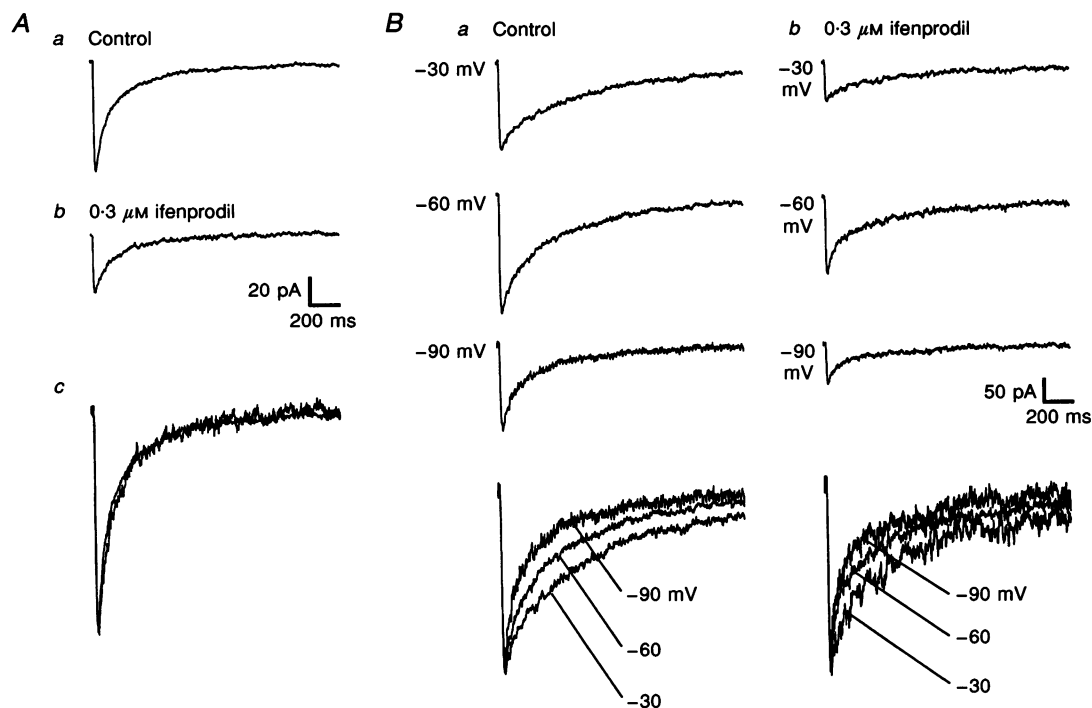 A
a Control
b 0·3 μM ifenprodil
20 pA
200 ms
c
B
a Control
−30 mV
−60 mV
−90 mV
−90 mV
−60
−30
b 0·3 μM ifenprodil
−30
mV
−60
mV
−90
mV
50 pA
200 ms
−90 mV
−60
−30